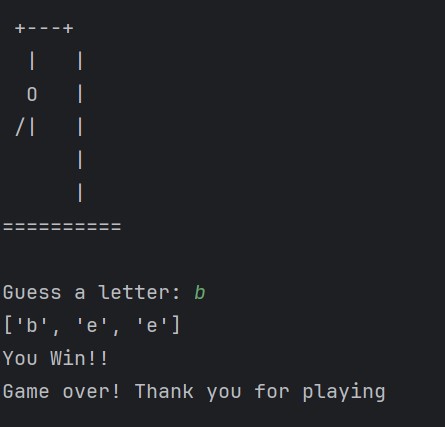 +---+
  |   |
  O   |
 /|   |
      |
      |
==========
Guess a letter: b
['b', 'e', 'e']
You Win!!
Game over! Thank you for playing